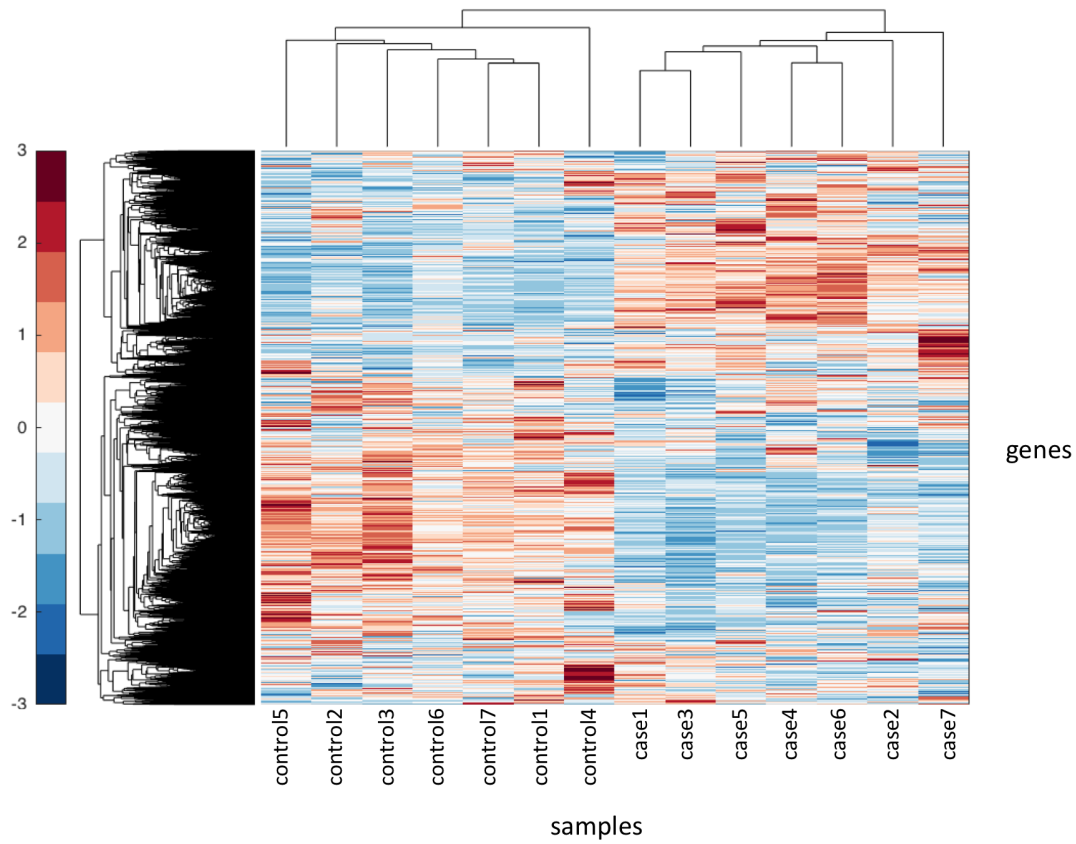 3
2
1
0
-1
-2
-3
genes
control5
control2
control3
control6
control7
control1
control4
case1
case3
case5
case4
case6
case2
case7
samples